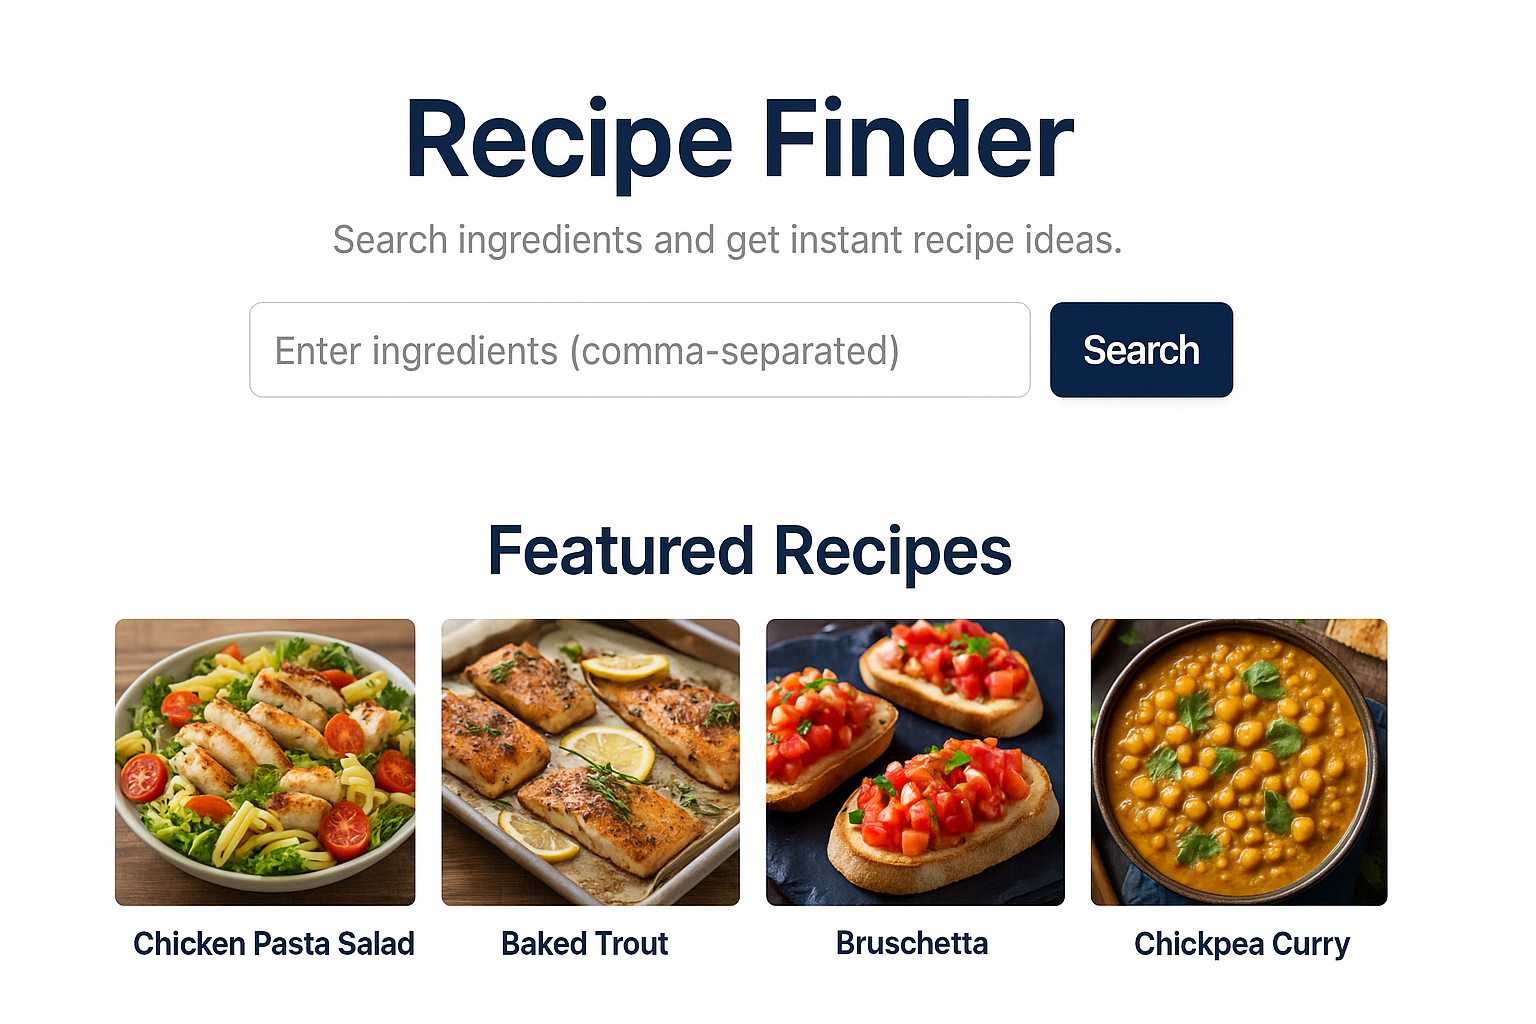 Recipe Finder
Search ingredients and get instant recipe ideas.
Enter ingredients (comma-separated)
Search
Featured Recipes
Chicken Pasta Salad
Baked Trout
Bruschetta
Chickpea Curry